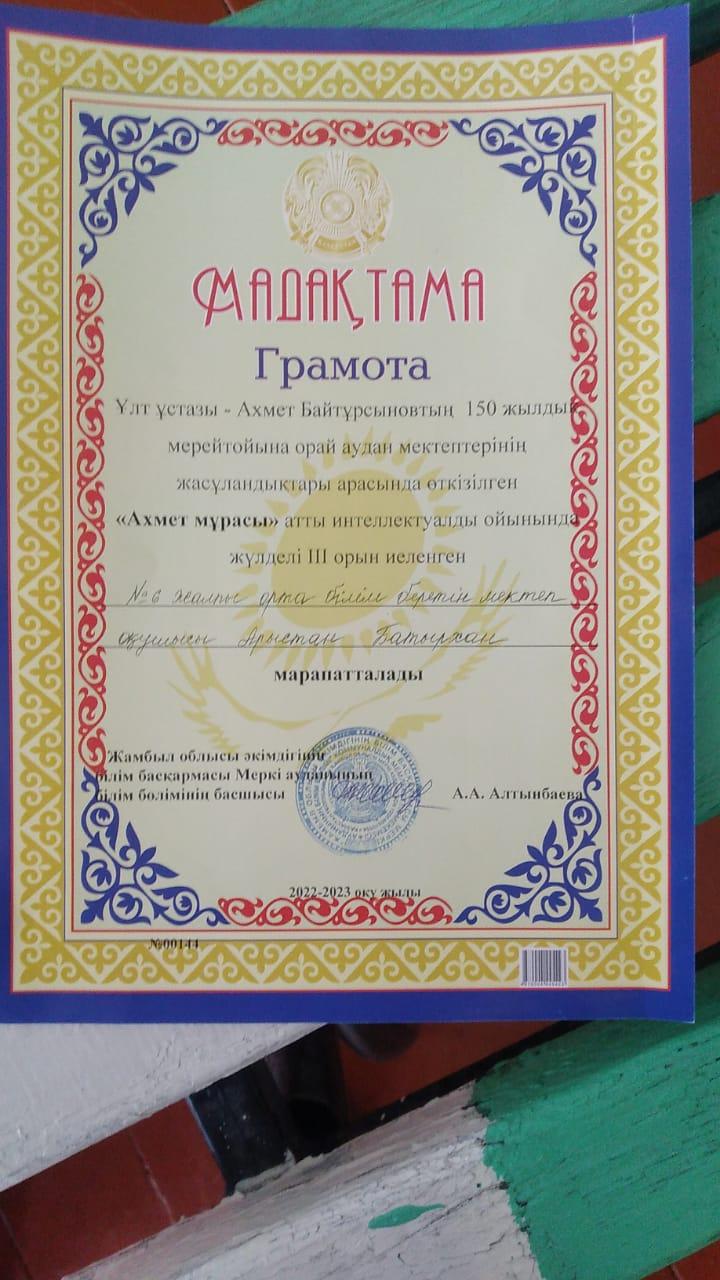 МАДАҚТАМА
Грамота
Ұлт ұстазы - Ахмет Байтұрсыновтың 150 жылдық
мерейтойына орай аудан мектептерінің
жасұландықтары арасында өткізілген
«Ахмет мұрасы» атты интеллектуалды ойынында
жүлделі III орын иеленген
№6 жалпы орта білім беретін мектеп
оқушысы Арыстан Батырхан
марапатталады
Жамбыл облысы әкімдігінің
білім басқармасы Меркі ауданының
білім бөлімінің басшысы А.А. Алтынбаева
2022-2023 оқу жылы
№00144